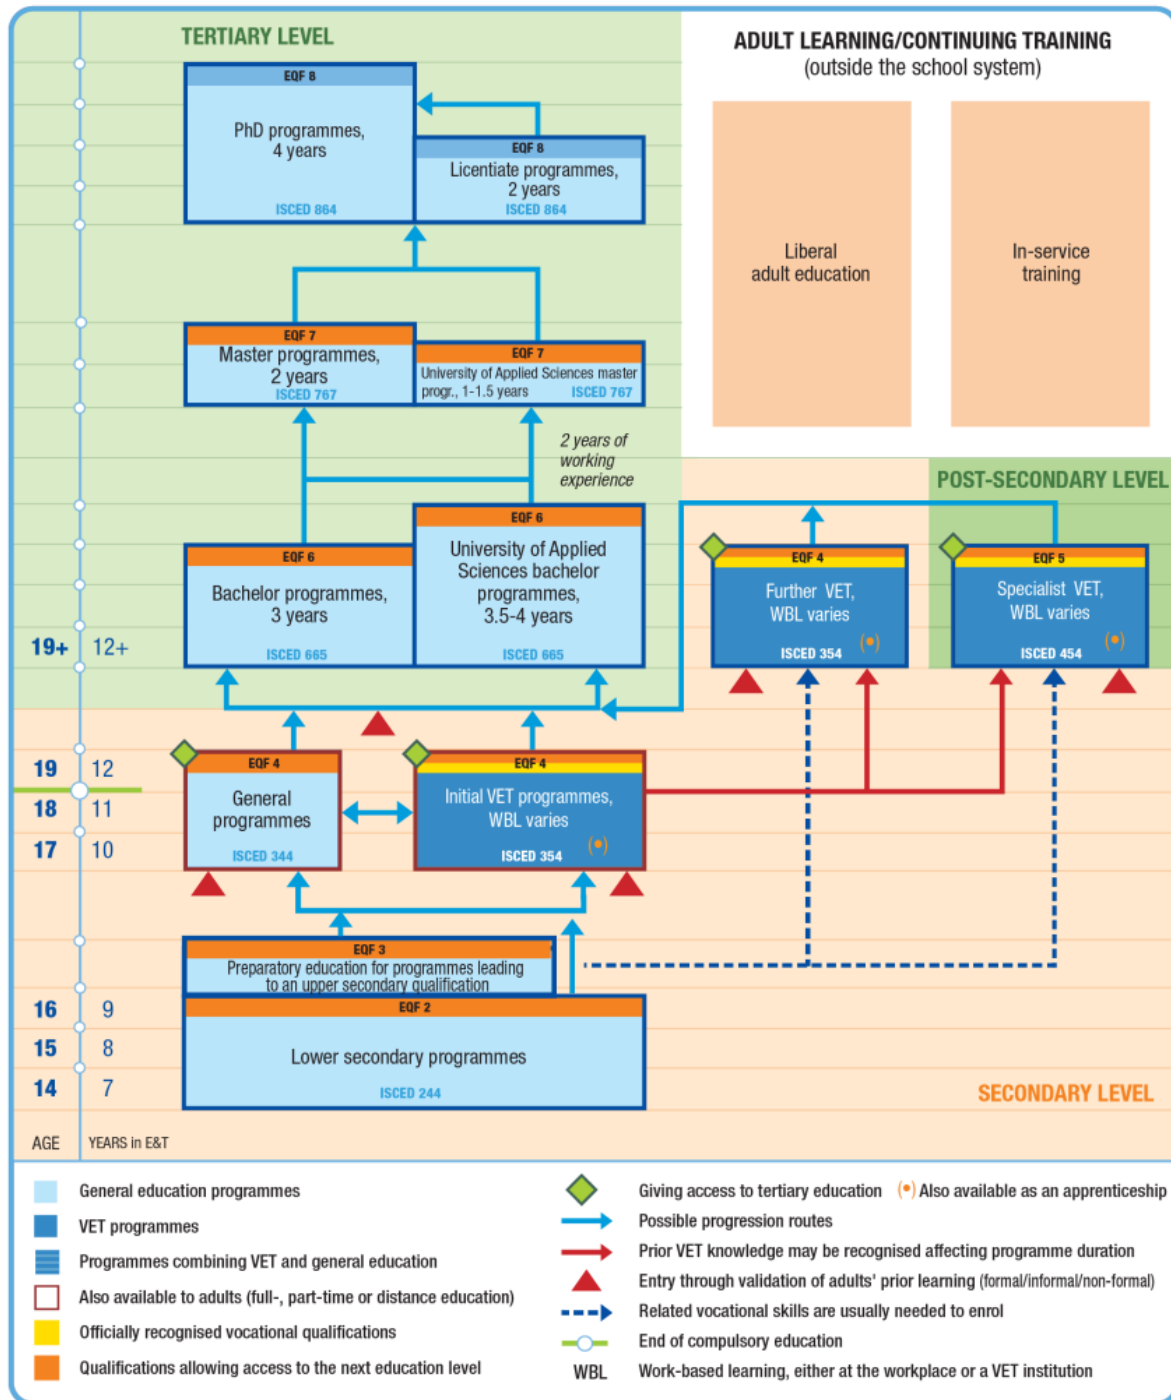 TERTIARY LEVEL
ADULT LEARNING/CONTINUING TRAINING
(outside the school system)
EQF 8
PhD programmes,
4 years
ISCED 864
EQF 8
Licentiate programmes,
2 years
ISCED 864
Liberal
adult education
In-service
training
EQF 7
Master programmes,
2 years
ISCED 767
EQF 7
University of Applied Sciences master
progr., 1-1.5 years ISCED 767
2 years of
working
experience
POST-SECONDARY LEVEL
EQF 6
Bachelor programmes,
3 years
ISCED 665
EQF 6
University of Applied
Sciences bachelor
programmes,
3.5-4 years
ISCED 665
EQF 4
Further VET,
WBL varies
ISCED 354
EQF 5
Specialist VET,
WBL varies
ISCED 454
19+ 12+
EQF 4
General
programmes
ISCED 344
EQF 4
Initial VET programmes,
WBL varies
ISCED 354
19 12
18 11
17 10
EQF 3
Preparatory education for programmes leading
to an upper secondary qualification
EQF 2
Lower secondary programmes
ISCED 244
16 9
15 8
14 7
SECONDARY LEVEL
AGE YEARS in E&T
General education programmes
VET programmes
Programmes combining VET and general education
Also available to adults (full-, part-time or distance education)
Officially recognised vocational qualifications
Qualifications allowing access to the next education level
Giving access to tertiary education (•) Also available as an apprenticeship
Possible progression routes
Prior VET knowledge may be recognised affecting programme duration
Entry through validation of adults' prior learning (formal/informal/non-formal)
Related vocational skills are usually needed to enrol
End of compulsory education
WBL Work-based learning, either at the workplace or a VET institution